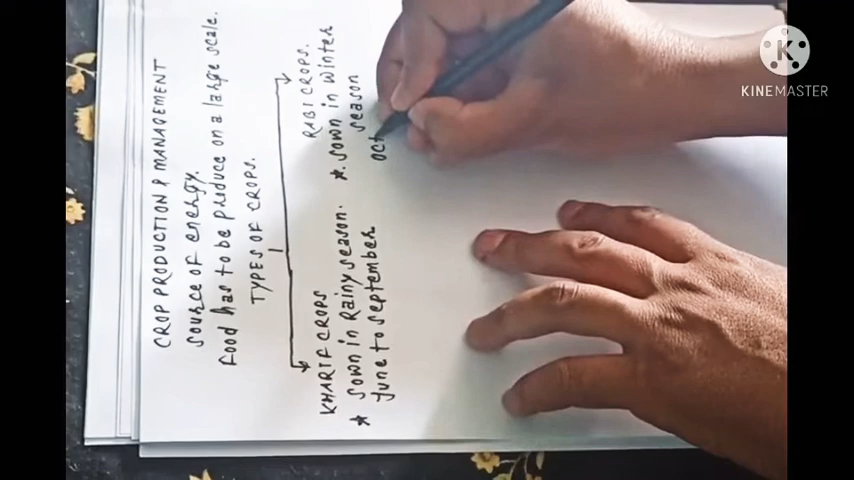 CROP PRODUCTION & MANAGEMENT
source of energy.
food has to be produce on a large scale.
TYPES OF CROPS.
KHARIF CROPS
* sown in Rainy season.
June to september
RABI CROPS.
* sown in winter
season
oct
K
KINEMASTER